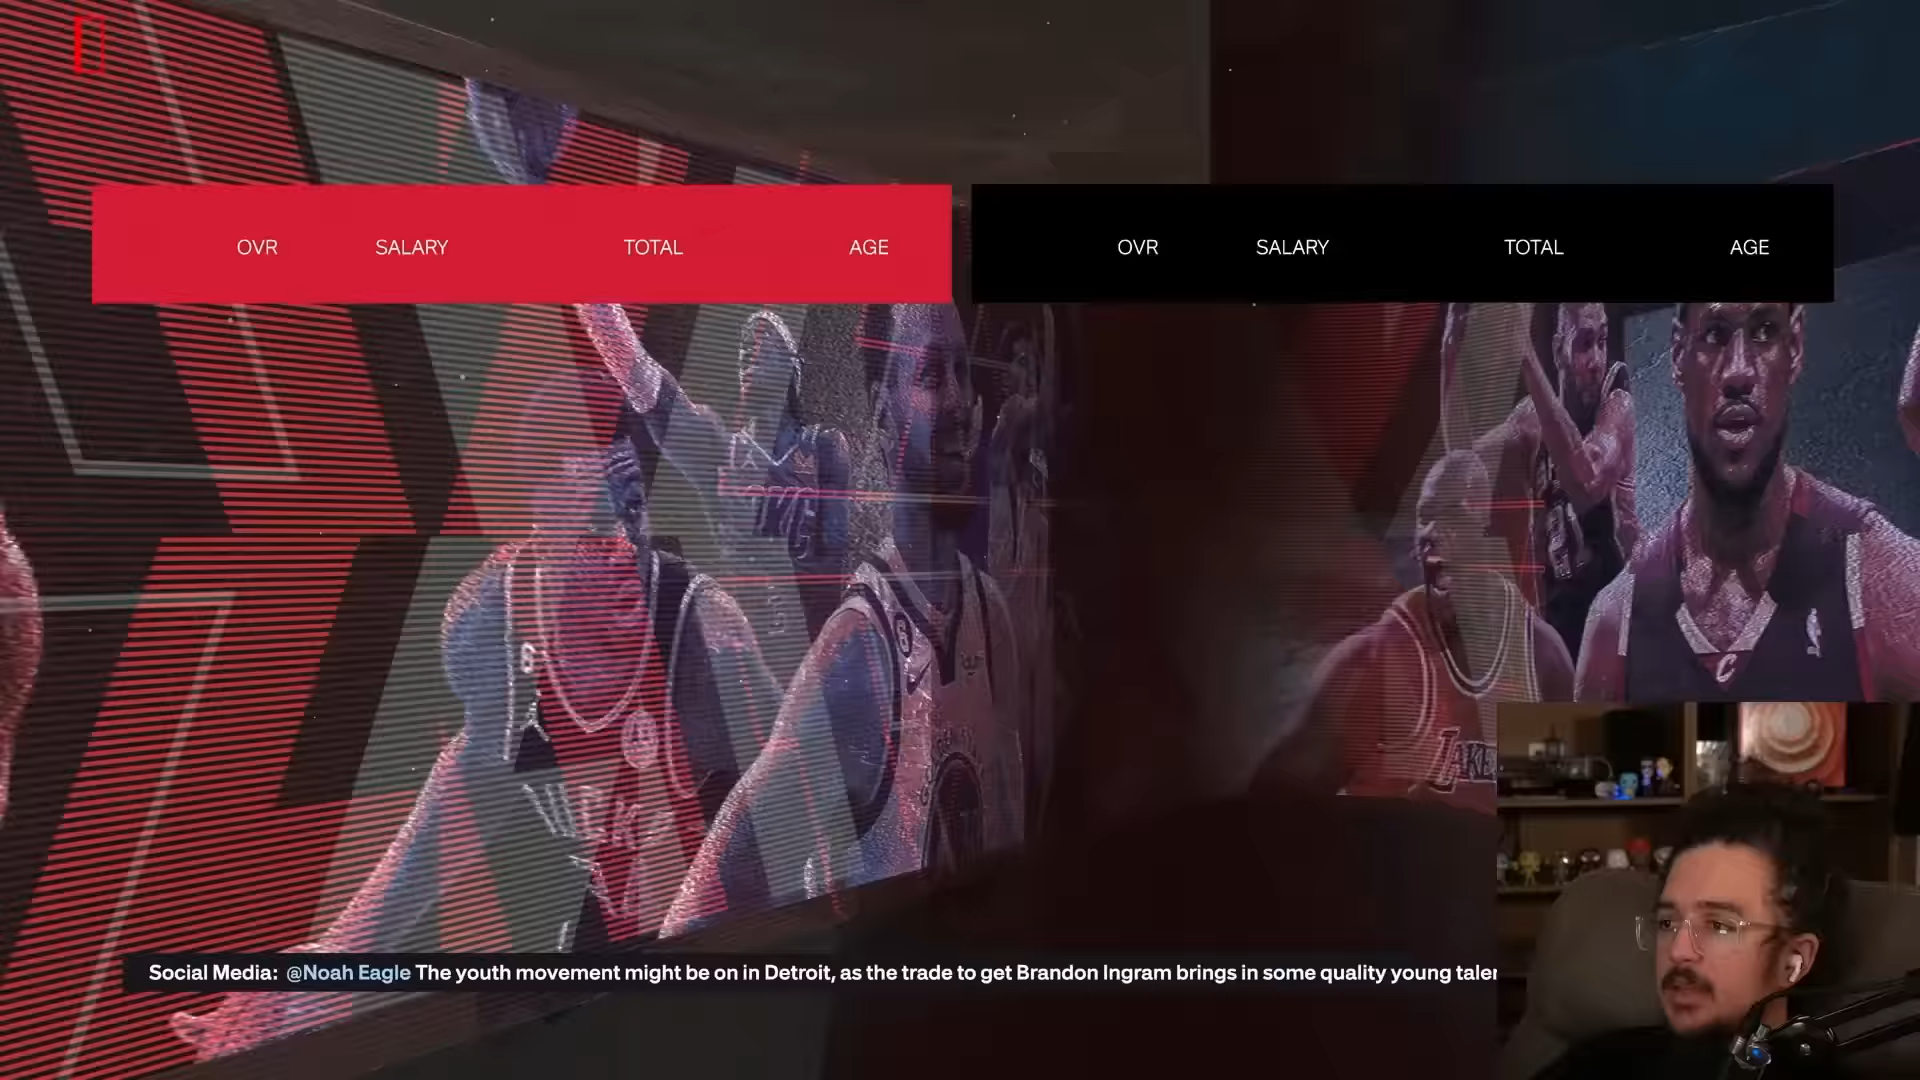 OVR SALARY TOTAL AGE
OVR SALARY TOTAL AGE
LAKE
C
Social Media: @Noah Eagle The youth movement might be on in Detroit, as the trade to get Brandon Ingram brings in some quality young taler